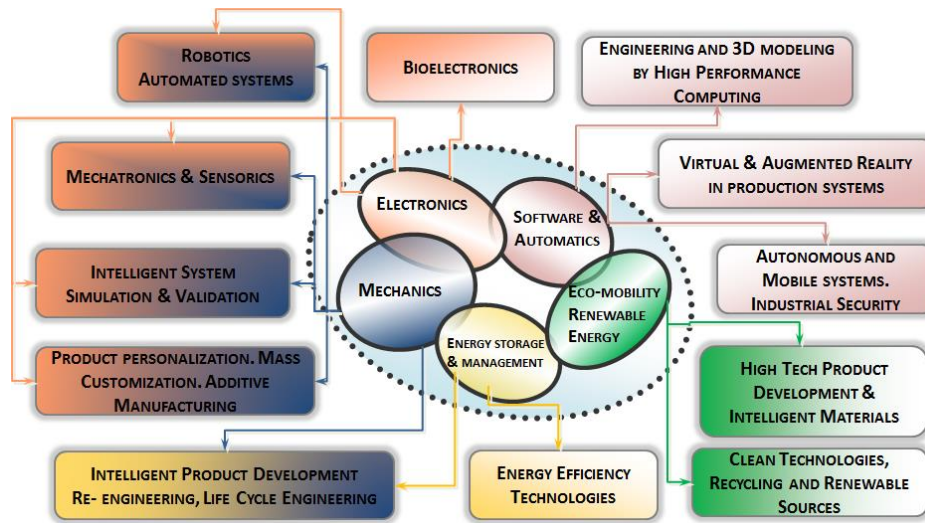 ROBOTICS
AUTOMATED SYSTEMS
BIOELECTRONICS
ENGINEERING AND 3D MODELING
BY HIGH PERFORMANCE
COMPUTING
MECHATRONICS & SENSORICS
VIRTUAL & AUGMENTED REALITY
IN PRODUCTION SYSTEMS
ELECTRONICS
SOFTWARE &
AUTOMATICS
INTELLIGENT SYSTEM
SIMULATION & VALIDATION
MECHANICS
ECO-MOBILITY
RENEWABLE
ENERGY
AUTONOMOUS AND
MOBILE SYSTEMS.
INDUSTRIAL SECURITY
ENERGY STORAGE
& MANAGEMENT
PRODUCT PERSONALIZATION. MASS
CUSTOMIZATION. ADDITIVE
MANUFACTURING
HIGH TECH PRODUCT
DEVELOPMENT &
INTELLIGENT MATERIALS
INTELLIGENT PRODUCT DEVELOPMENT
RE- ENGINEERING, LIFE CYCLE ENGINEERING
ENERGY EFFICIENCY
TECHNOLOGIES
CLEAN TECHNOLOGIES,
RECYCLING AND RENEWABLE
SOURCES